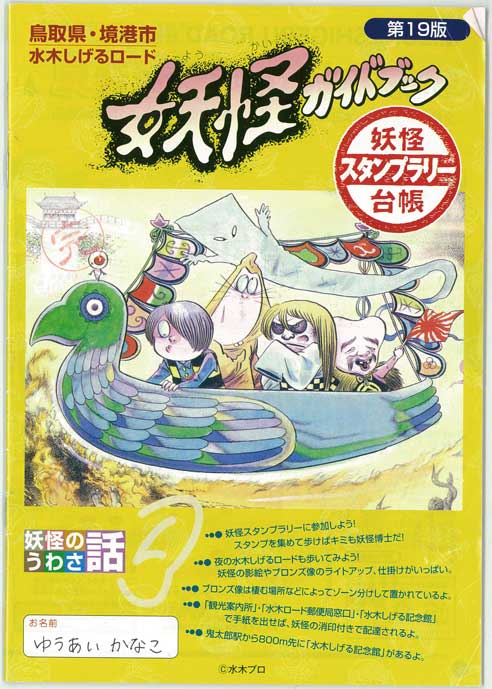 鳥取県・境港市
水木しげるロード
第19版
よう かい
妖怪ガイドブック
妖怪
スタンプラリー
台帳
妖怪の
うわさ話
•●● 妖怪スタンプラリーに参加しよう!
スタンプを集めて歩けばキミも妖怪博士だ!
•●● 夜の水木しげるロードも歩いてみよう!
妖怪の影絵やブロンズ像のライトアップ、仕掛けがいっぱい。
•●● ブロンズ像は棲む場所などによってゾーン分けして置かれているよ。
•●● 「観光案内所」・「水木ロード郵便局窓口」・「水木しげる記念館」
で手紙を出せば、妖怪の消印付きで配達されるよ。
•●● 鬼太郎駅から800m先に「水木しげる記念館」があるよ。
お名前
ゆうあい かなこ
©水木プロ